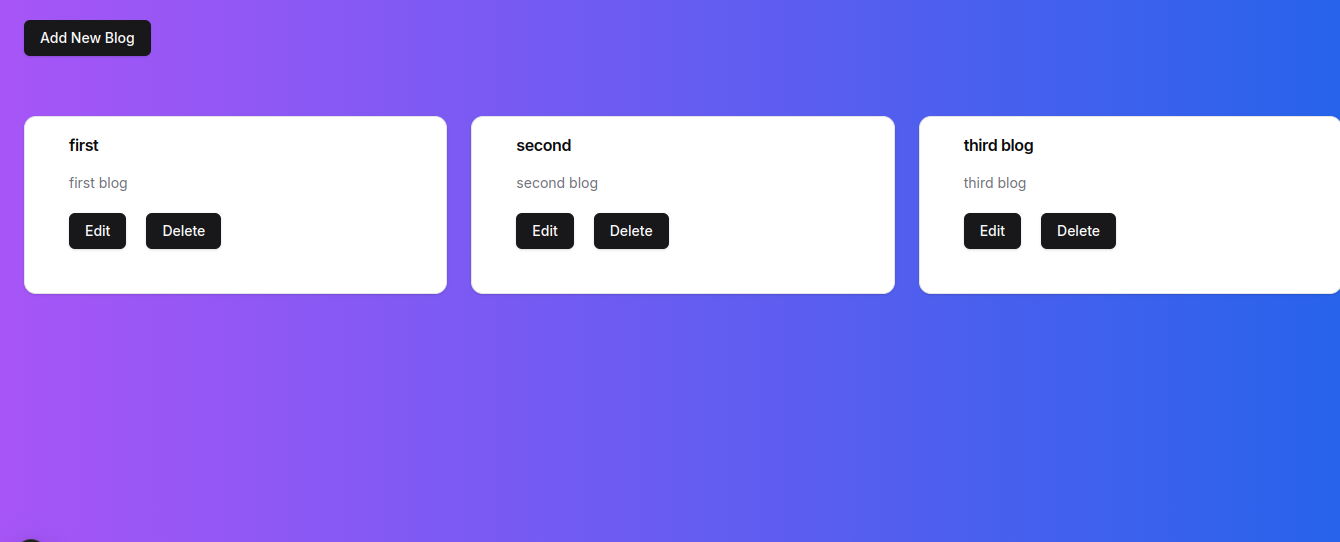 Add New Blog
first
first blog
Edit
Delete
second
second blog
Edit
Delete
third blog
third blog
Edit
Delete